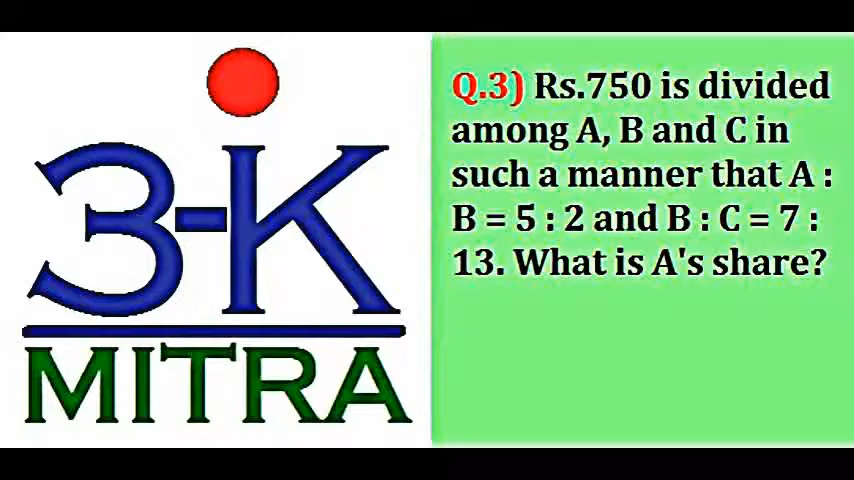 3-K
MITRA
Q.3) Rs.750 is divided
among A, B and C in
such a manner that A :
B = 5 : 2 and B : C = 7 :
13. What is A's share?